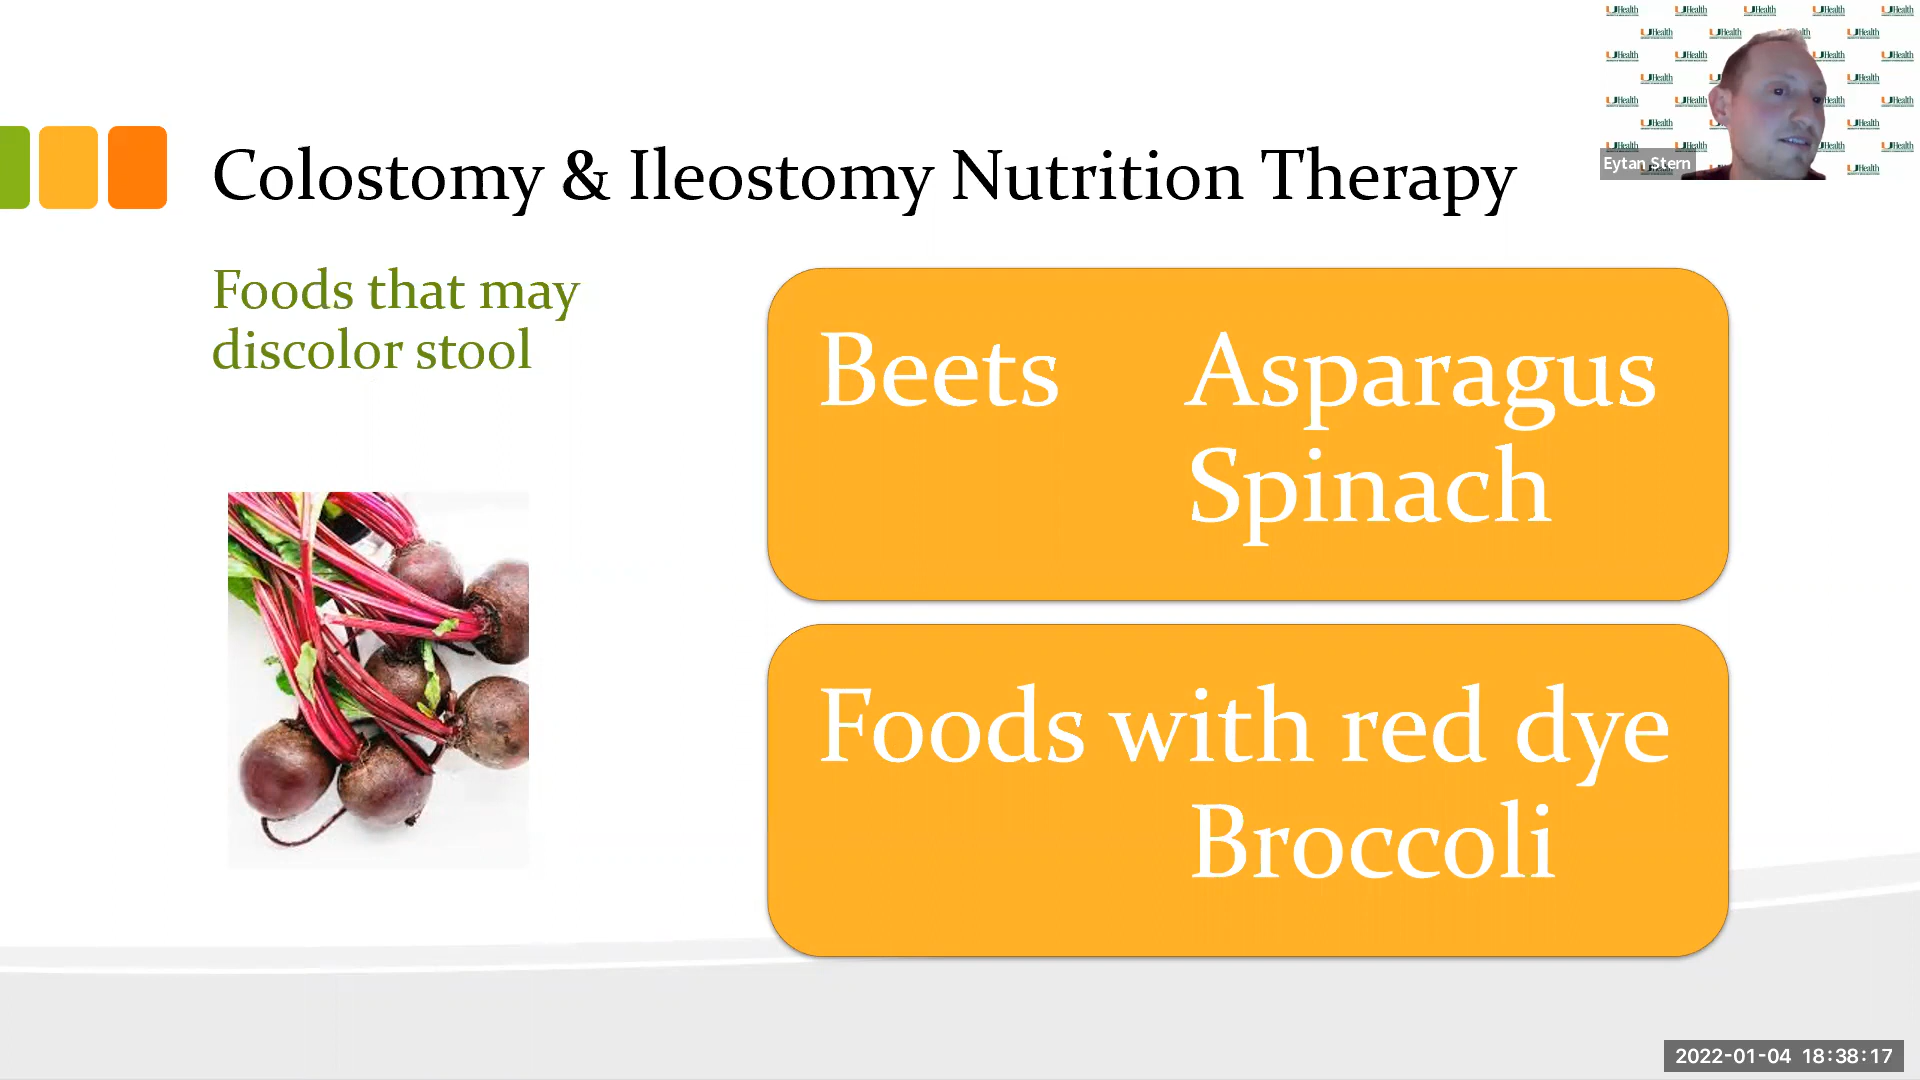 Colostomy & Ileostomy Nutrition Therapy
Foods that may
discolor stool
Beets Asparagus
Spinach
Foods with red dye
Broccoli
UHealth
Eytan Stern
2022-01-04 18:38:17